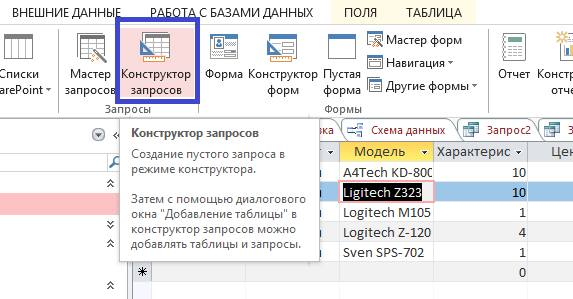 ВНЕШНИЕ ДАННЫЕ РАБОТА С БАЗАМИ ДАННЫХ ПОЛЯ ТАБЛИЦА
Списки
arePoint
Мастер
запросов
Конструктор
запросов
Форма
Конструктор
форм
Пустая
форма
Мастер форм
Навигация
Другие формы
Отчет
Констр
отче
Запросы
Формы
вка
Схема данных
Запрос2
З
Конструктор запросов
Создание пустого запроса в
режиме конструктора.
Затем с помощью диалогового
окна "Добавление таблицы" в
конструктор запросов можно
добавлять таблицы и запросы.
Модель Характерис Цен
A4Tech KD-800 10
Ligitech Z323 10
Logitech M105 1
Logitech Z-120 4
Sven SPS-702 1
0